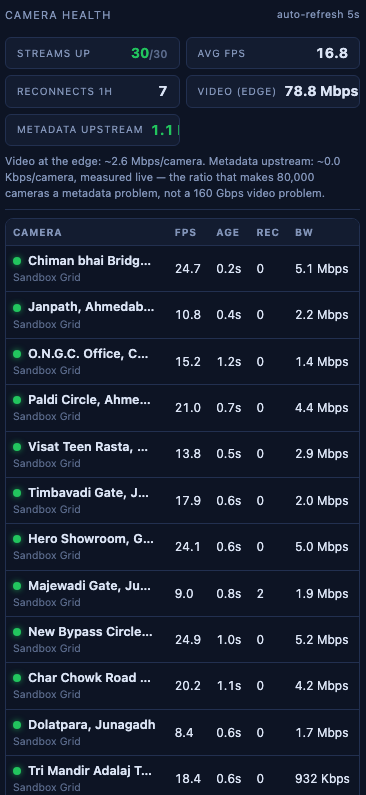 CAMERA HEALTH auto-refresh 5s
STREAMS UP 30/30 AVG FPS 16.8
RECONNECTS 1H 7 VIDEO (EDGE) 78.8 Mbps
METADATA UPSTREAM 1.1
Video at the edge: ~2.6 Mbps/camera. Metadata upstream: ~0.0
Kbps/camera, measured live — the ratio that makes 80,000
cameras a metadata problem, not a 160 Gbps video problem.
CAMERA FPS AGE REC BW
Chiman bhai Bridg... 24.7 0.2s 0 5.1 Mbps
Sandbox Grid
Janpath, Ahmedab... 10.8 0.4s 0 2.2 Mbps
Sandbox Grid
O.N.G.C. Office, C... 15.2 1.2s 0 1.4 Mbps
Sandbox Grid
Paldi Circle, Ahme... 21.0 0.7s 0 4.4 Mbps
Sandbox Grid
Visat Teen Rasta, ... 13.8 0.5s 0 2.9 Mbps
Sandbox Grid
Timbavadi Gate, J... 17.9 0.6s 0 2.0 Mbps
Sandbox Grid
Hero Showroom, G... 24.1 0.6s 0 5.0 Mbps
Sandbox Grid
Majewadi Gate, Ju... 9.0 0.8s 2 1.9 Mbps
Sandbox Grid
New Bypass Circle... 24.9 1.0s 0 5.2 Mbps
Sandbox Grid
Char Chowk Road ... 20.2 1.1s 0 4.2 Mbps
Sandbox Grid
Dolatpara, Junagadh 8.4 0.6s 0 1.7 Mbps
Sandbox Grid
Tri Mandir Adalaj T... 18.4 0.6s 0 932 Kbps
Sandbox Grid